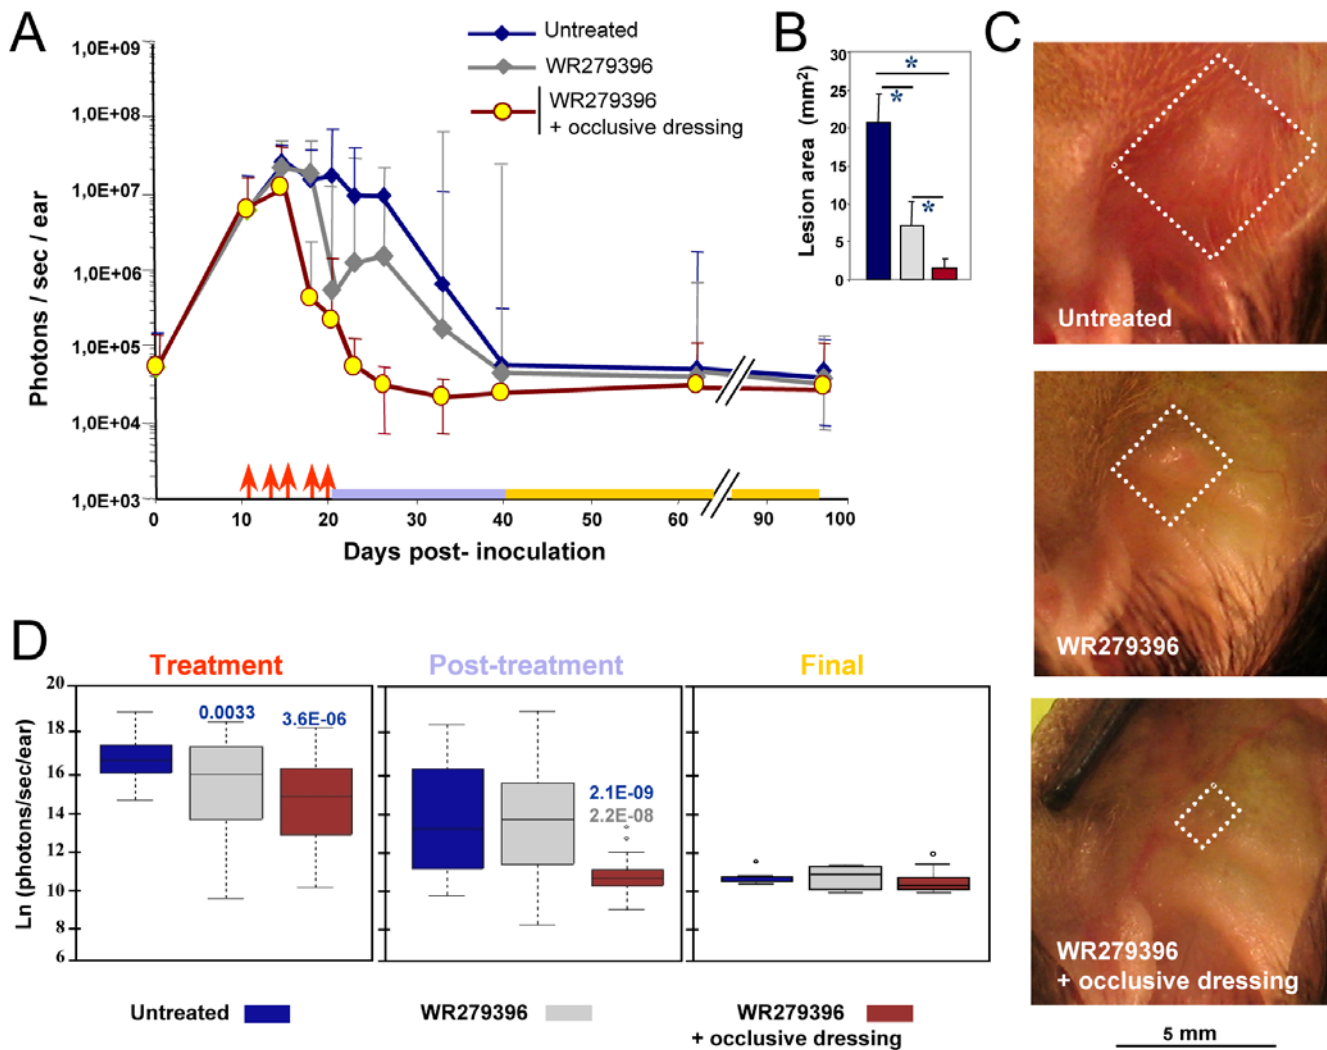 A
Untreated
WR279396
WR279396
+ occlusive dressing
1,0E+09
1,0E+08
1,0E+07
1,0E+06
1,0E+05
1,0E+04
1,0E+03
Photons / sec / ear
0
10
20
30
40
50
60
90
100
Days post- inoculation
B
Lesion area (mm²)
30
25
20
15
10
5
0
*
*
*
C
Untreated
WR279396
WR279396
+ occlusive dressing
5 mm
D
Treatment
Post-treatment
Final
Ln (photons/sec/ear)
20
18
16
14
12
10
8
6
0.0033
3.6E-06
2.1E-09
2.2E-08
Untreated
WR279396
WR279396
+ occlusive dressing